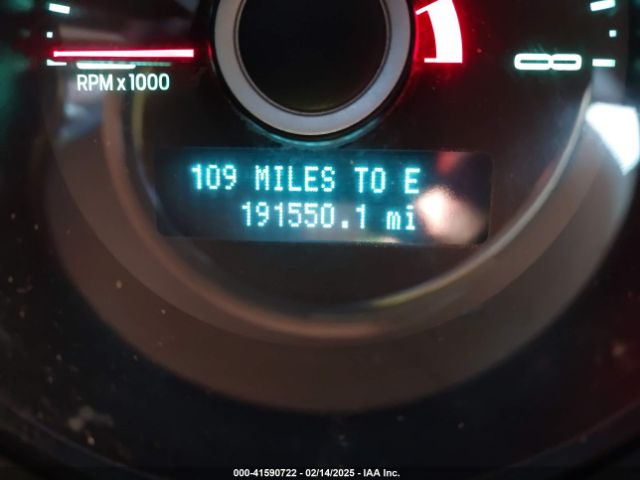 RPM x 1000
109 MILES TO E
191550.1 mi
000-41590722 - 02/14/2025 - IAA Inc.